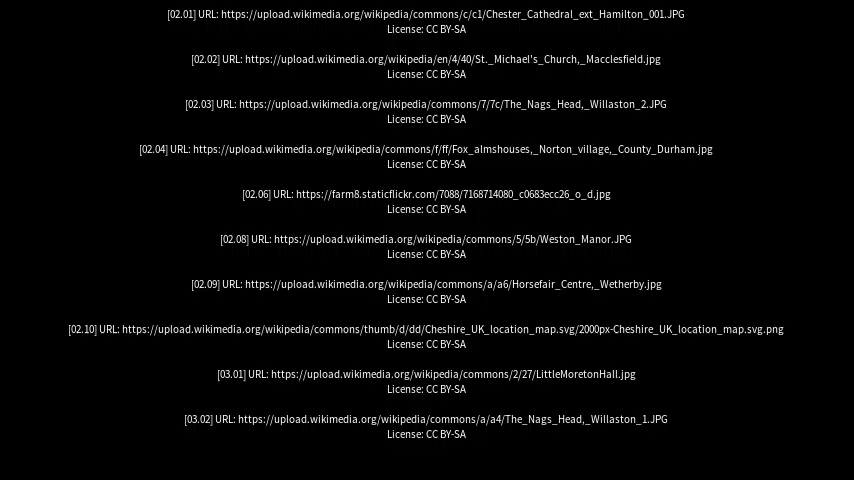 [02.01] URL: https://upload.wikimedia.org/wikipedia/commons/c/c1/Chester_Cathedral_ext_Hamilton_001.JPG
License: CC BY-SA
[02.02] URL: https://upload.wikimedia.org/wikipedia/en/4/40/St._Michael's_Church,_Macclesfield.jpg
License: CC BY-SA
[02.03] URL: https://upload.wikimedia.org/wikipedia/commons/7/7c/The_Nags_Head,_Willaston_2.JPG
License: CC BY-SA
[02.04] URL: https://upload.wikimedia.org/wikipedia/commons/f/ff/Fox_almshouses,_Norton_village,_County_Durham.jpg
License: CC BY-SA
[02.06] URL: https://farm8.staticflickr.com/7088/7168714080_c0683ecc26_o_d.jpg
License: CC BY-SA
[02.08] URL: https://upload.wikimedia.org/wikipedia/commons/5/5b/Weston_Manor.JPG
License: CC BY-SA
[02.09] URL: https://upload.wikimedia.org/wikipedia/commons/a/a6/Horsefair_Centre,_Wetherby.jpg
License: CC BY-SA
[02.10] URL: https://upload.wikimedia.org/wikipedia/commons/thumb/d/dd/Cheshire_UK_location_map.svg/2000px-Cheshire_UK_location_map.svg.png
License: CC BY-SA
[03.01] URL: https://upload.wikimedia.org/wikipedia/commons/2/27/LittleMoretonHall.jpg
License: CC BY-SA
[03.02] URL: https://upload.wikimedia.org/wikipedia/commons/a/a4/The_Nags_Head,_Willaston_1.JPG
License: CC BY-SA